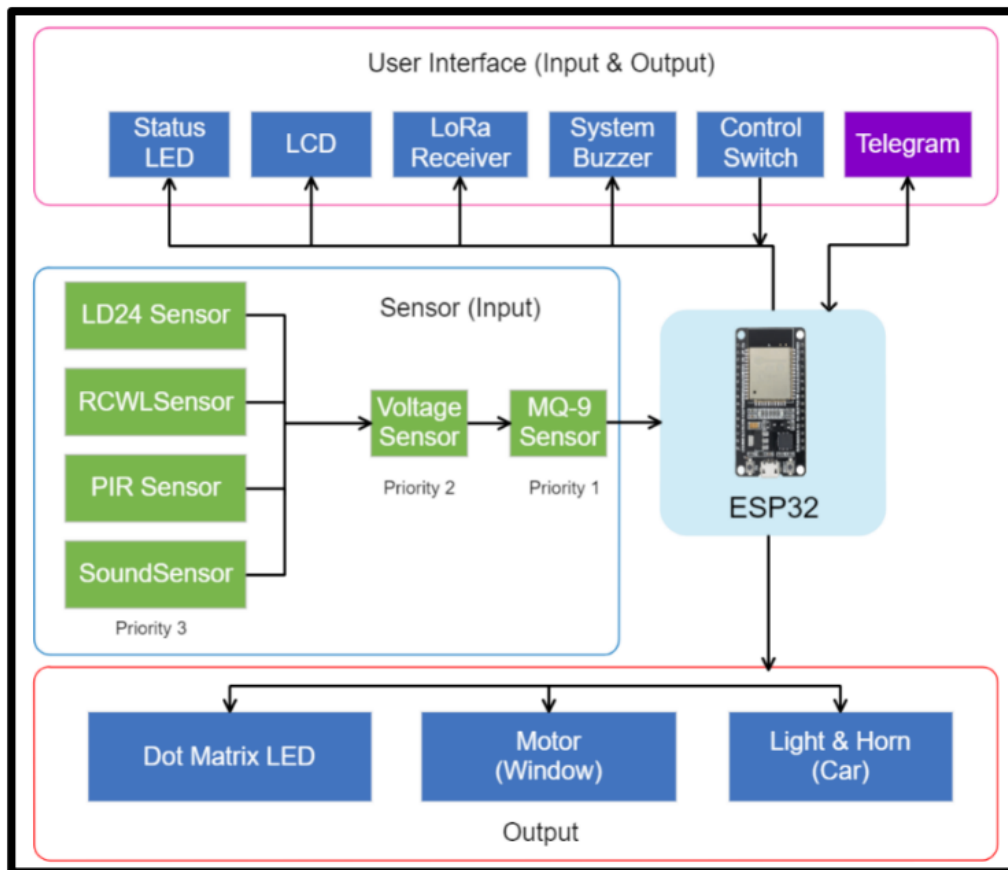 User Interface (Input & Output)
Status
LED
LCD
LoRa
Receiver
System
Buzzer
Control
Switch
Telegram
Sensor (Input)
LD24 Sensor
RCWLSensor
PIR Sensor
SoundSensor
Priority 3
Voltage
Sensor
Priority 2
MQ-9
Sensor
Priority 1
ESP32
Dot Matrix LED
Motor
(Window)
Light & Horn
(Car)
Output